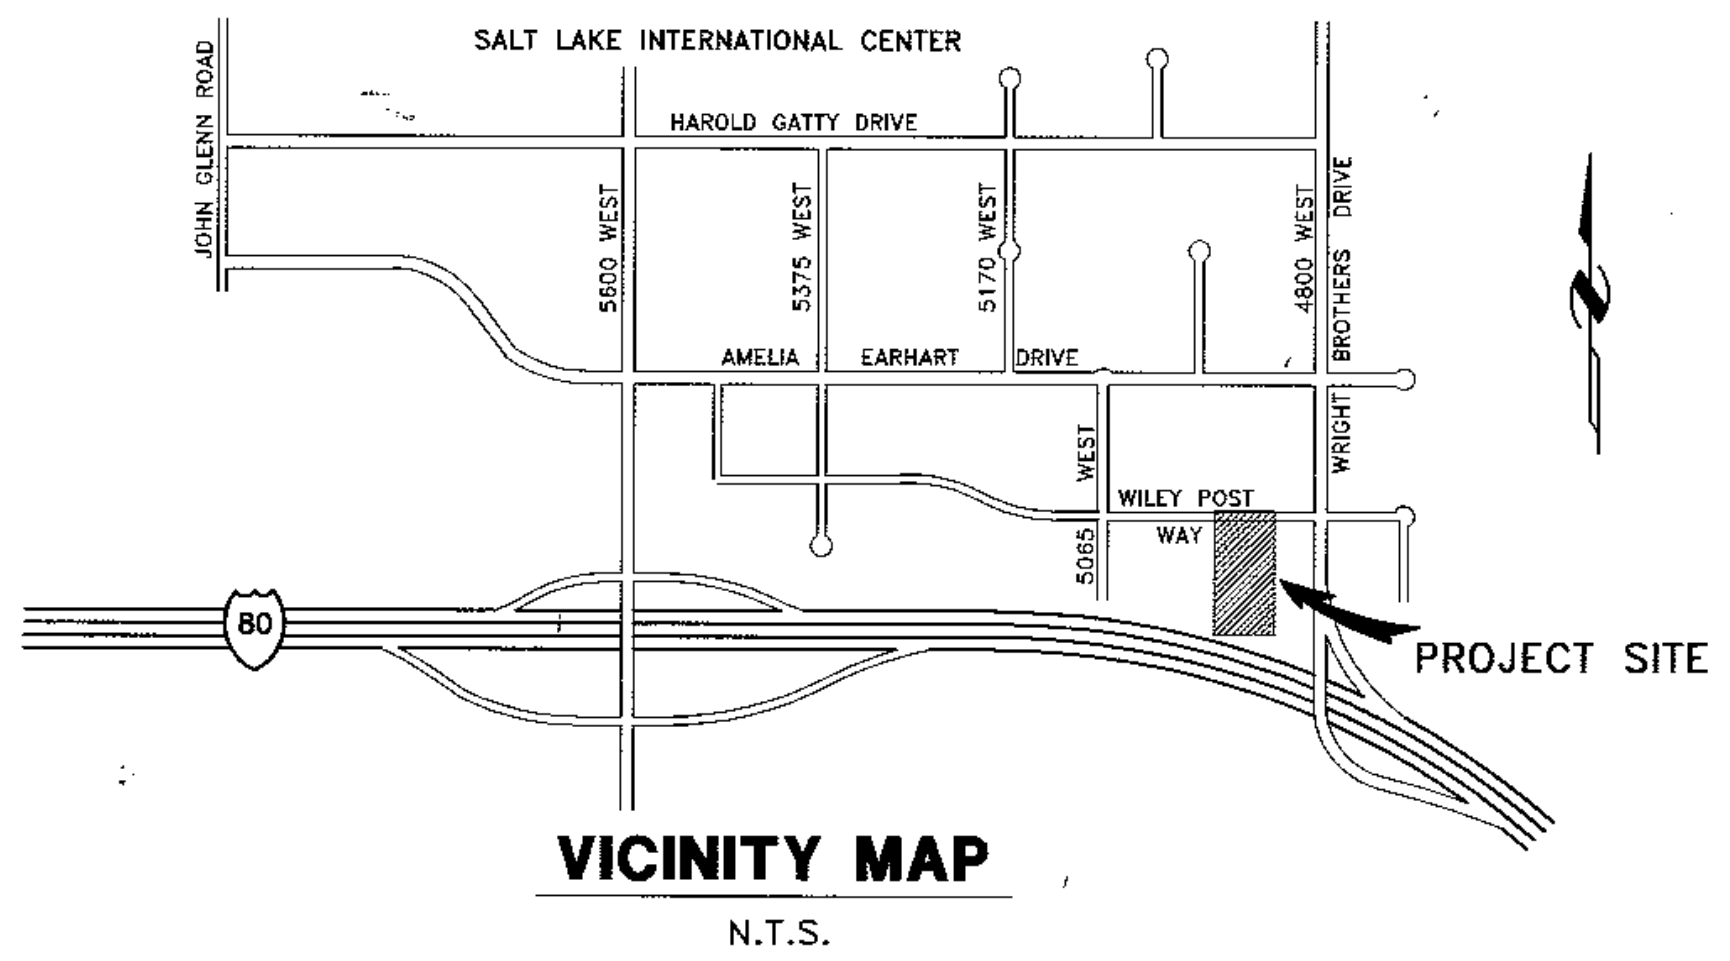 SALT LAKE INTERNATIONAL CENTER
JOHN GLENN ROAD
HAROLD GATTY DRIVE
5600 WEST
5375 WEST
5170 WEST
4800 WEST
WRIGHT BROTHERS DRIVE
AMELIA EARHART DRIVE
5065 WEST
WILEY POST
WAY
80
PROJECT SITE
N
VICINITY MAP
N.T.S.